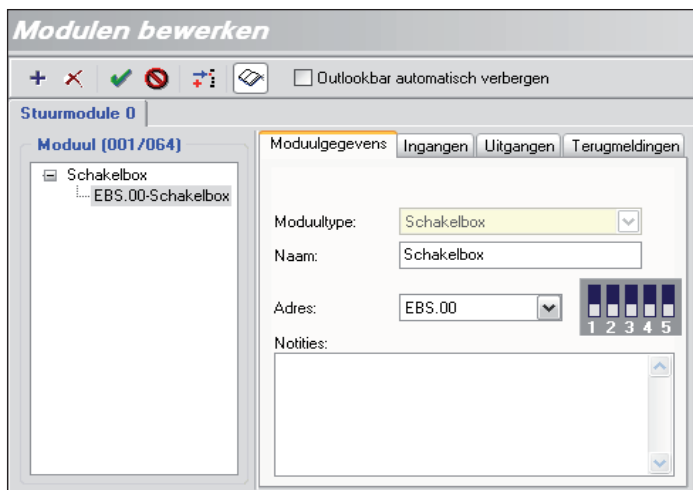 Modulen bewerken
Outlookbar automatisch verbergen
Stuurmodule 0
Moduul (001/064)
Schakelbox
EBS.00-Schakelbox
Moduulgegevens
Ingangen
Uitgangen
Terugmeldingen
Moduultype:
Schakelbox
Naam:
Schakelbox
Adres:
EBS.00
1 2 3 4 5
Notities: